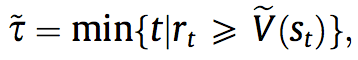 τ̃ = min{t|r_t ⩾ Ṽ(s_t)},